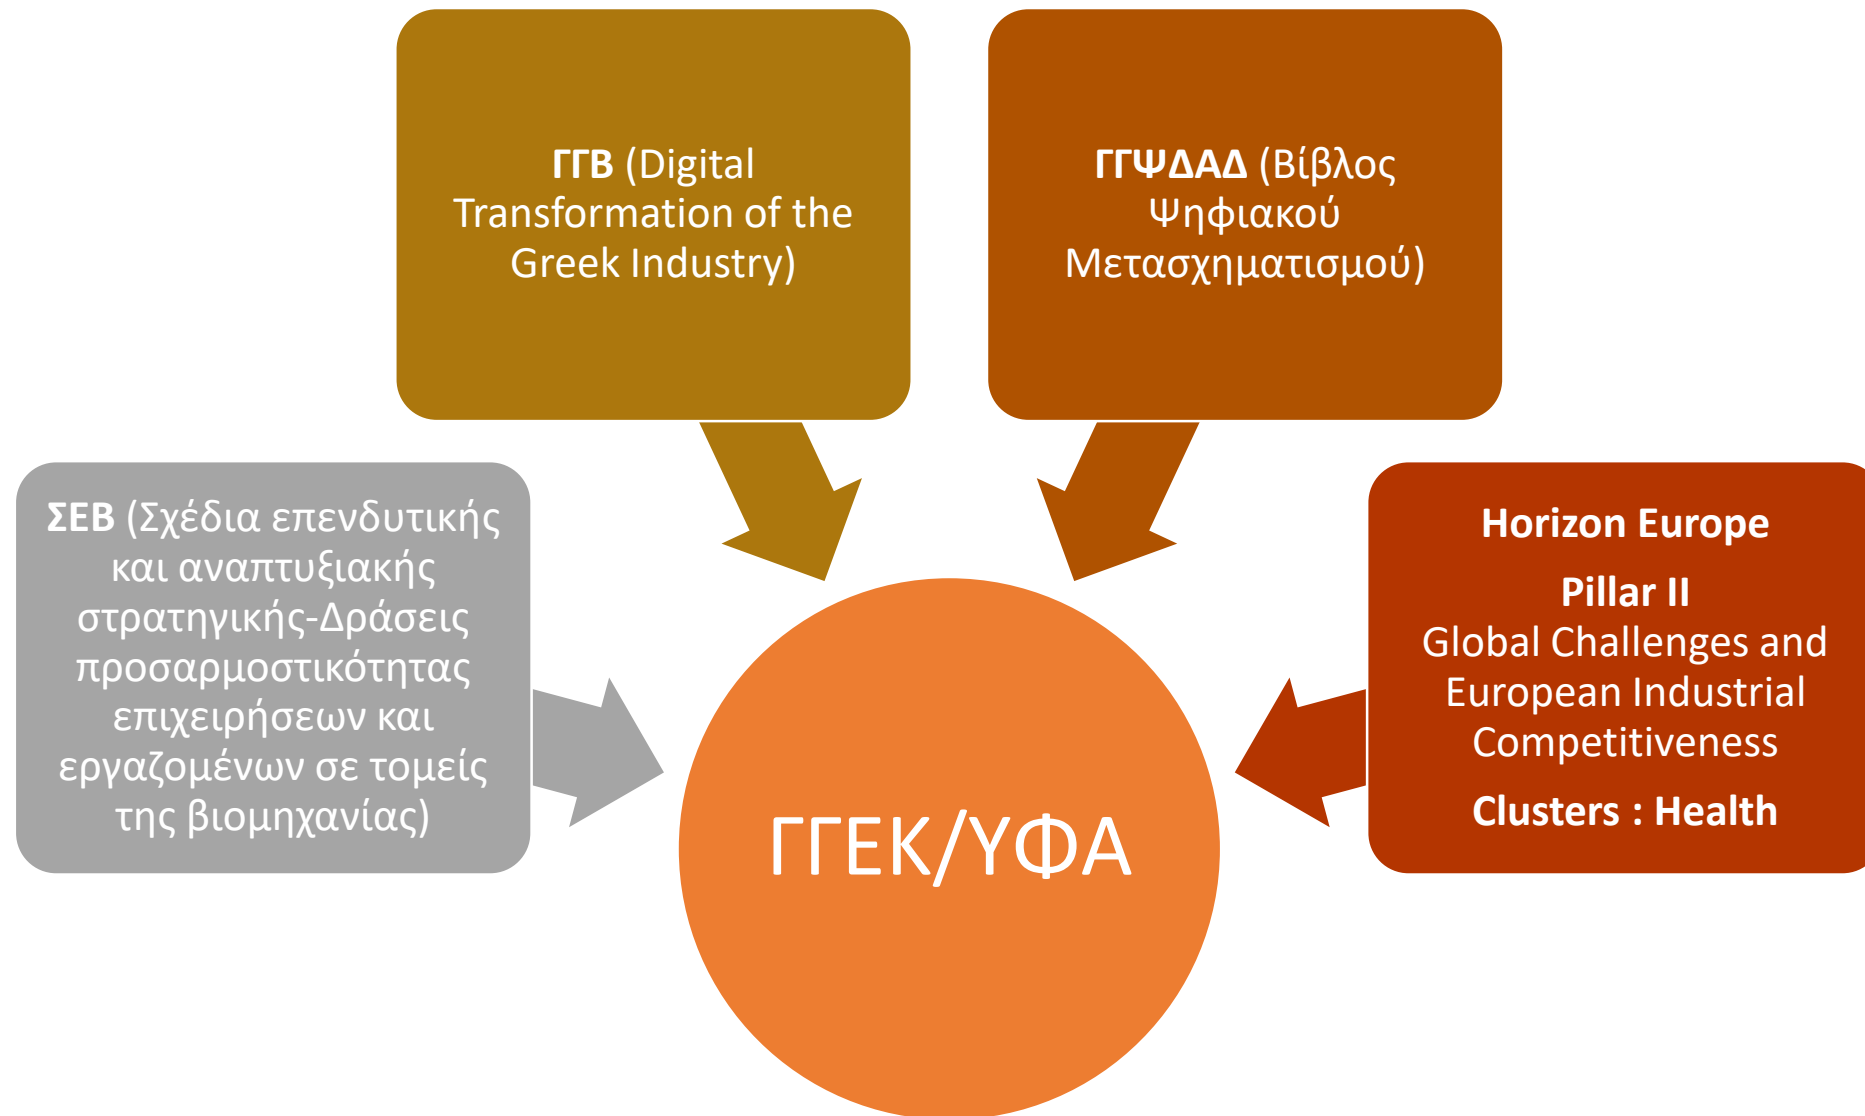 ΓΓΒ (Digital
Transformation of the
Greek Industry)
ΓΓΨΔΑΔ (Βίβλος
Ψηφιακού
Μετασχηματισμού)
ΣΕΒ (Σχέδια επενδυτικής
και αναπτυξιακής
στρατηγικής-Δράσεις
προσαρμοστικότητας
επιχειρήσεων και
εργαζομένων σε τομείς
της βιομηχανίας)
Horizon Europe
Pillar II
Global Challenges and
European Industrial
Competitiveness
Clusters : Health
ΓΓΕΚ/ΥΦΑ